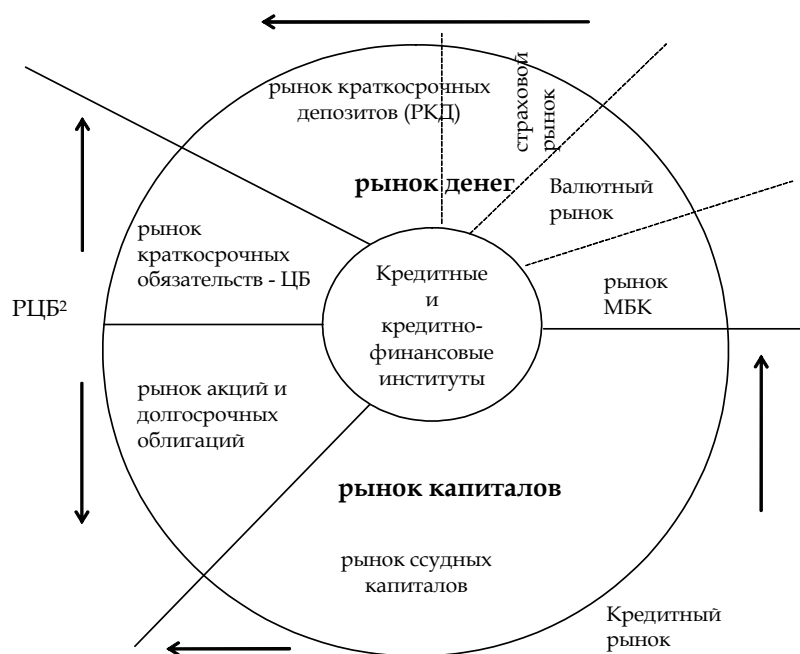 рынок краткосрочных
депозитов (РКД)
страховой
рынок
рынок денег
Валютный
рынок
рынок
краткосрочных
обязательств - ЦБ
Кредитные
и
кредитно-
финансовые
институты
рынок
МБК
РЦБ²
рынок акций и
долгосрочных
облигаций
рынок капиталов
рынок ссудных
капиталов
Кредитный
рынок